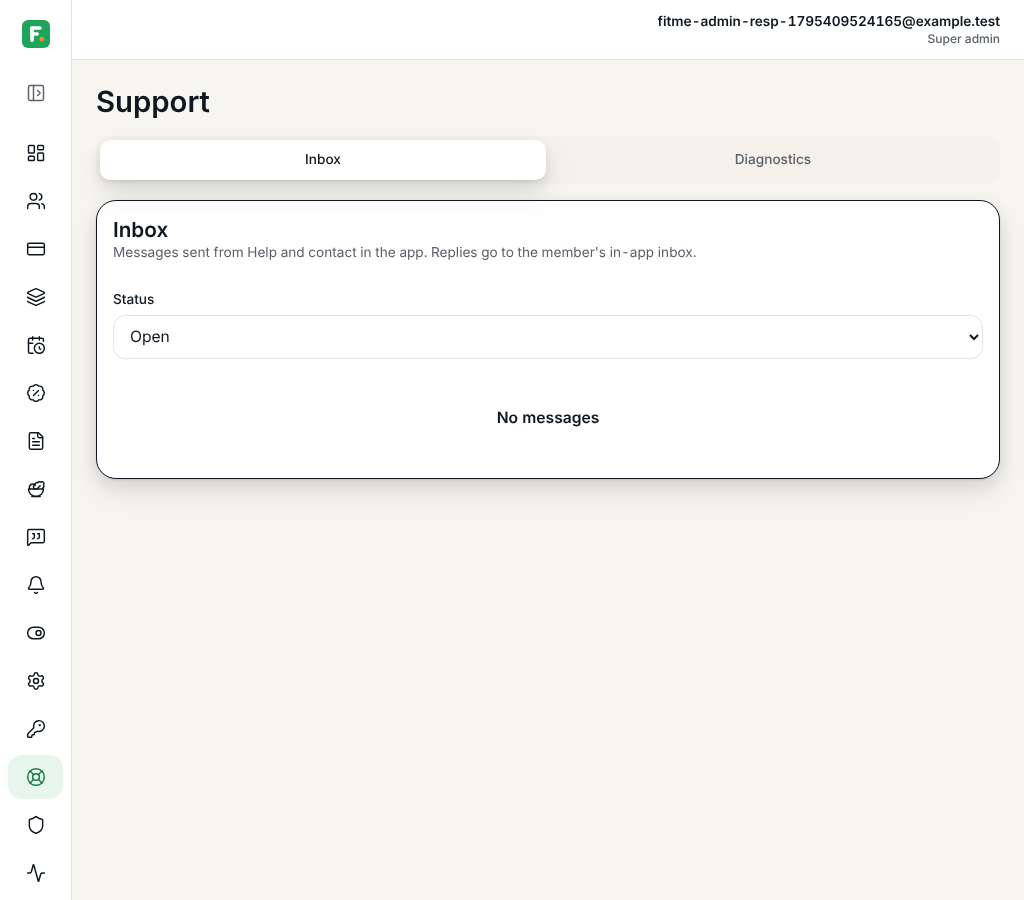 F.
fitme-admin-resp-1795409524165@example.test
Super admin
Support
Inbox
Diagnostics
Inbox
Messages sent from Help and contact in the app. Replies go to the member's in-app inbox.
Status
Open
No messages